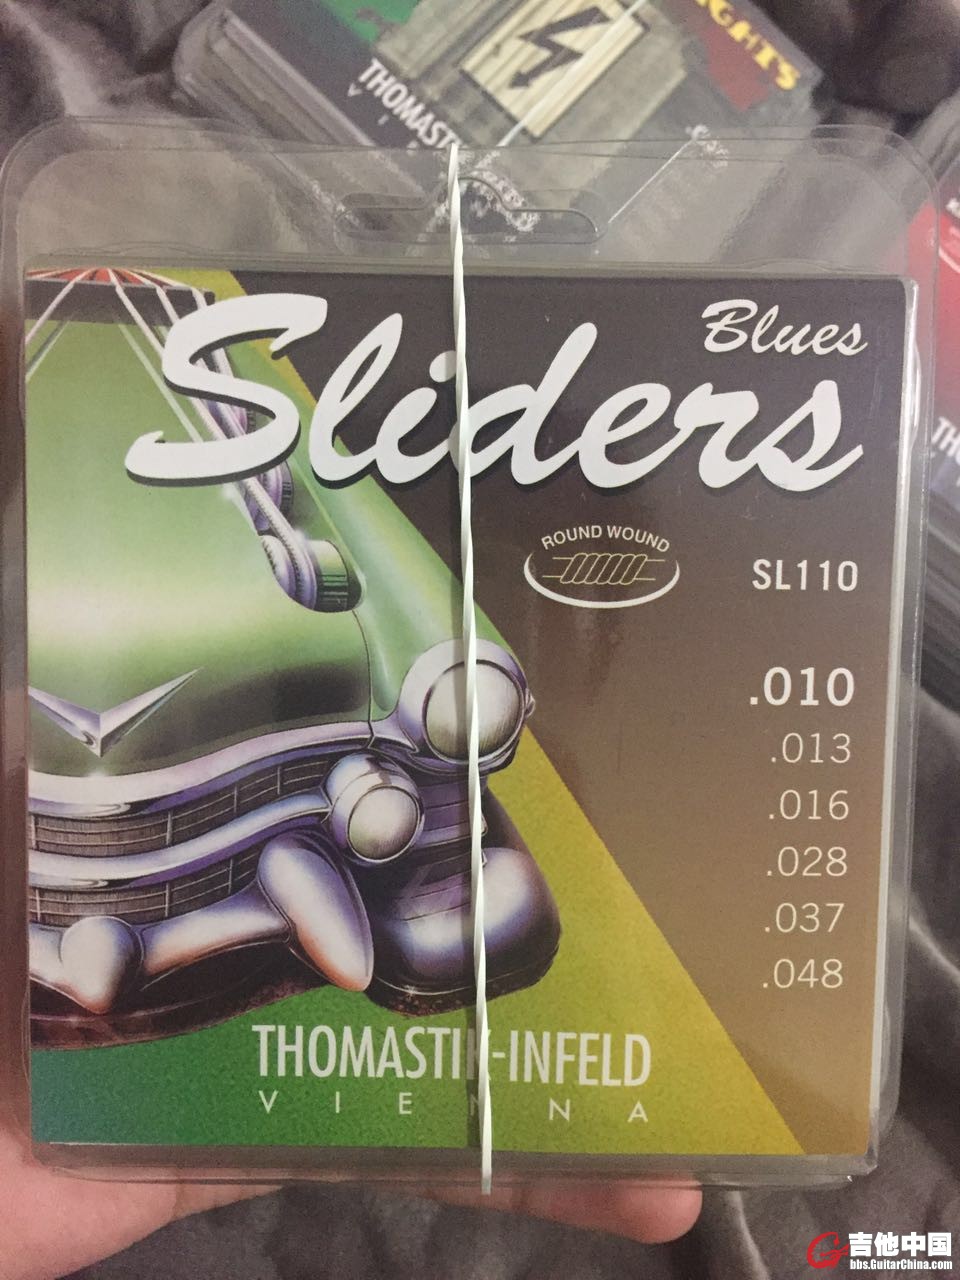 THOMASTIK
Blues
Sliders
ROUND WOUND
SL110
.010
.013
.016
.028
.037
.048
THOMASTIK-INFELD
VIENNA
吉他中国
bbs.GuitarChina.com